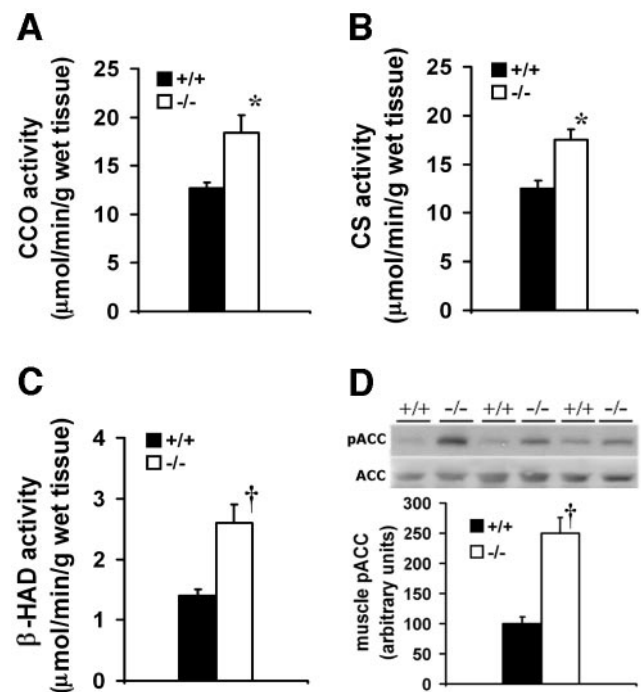 A
CCO activity
(μmol/min/g wet tissue)
25
20
15
10
5
0
+/+
-/-
*
B
CS activity
(μmol/min/g wet tissue)
25
20
15
10
5
0
+/+
-/-
*
C
β-HAD activity
(μmol/min/g wet tissue)
4
3
2
1
0
+/+
-/-
†
D
+/+ -/- +/+ -/- +/+ -/-
pACC
ACC
muscle pACC
(arbitrary units)
300
250
200
150
100
50
0
+/+
-/-
†